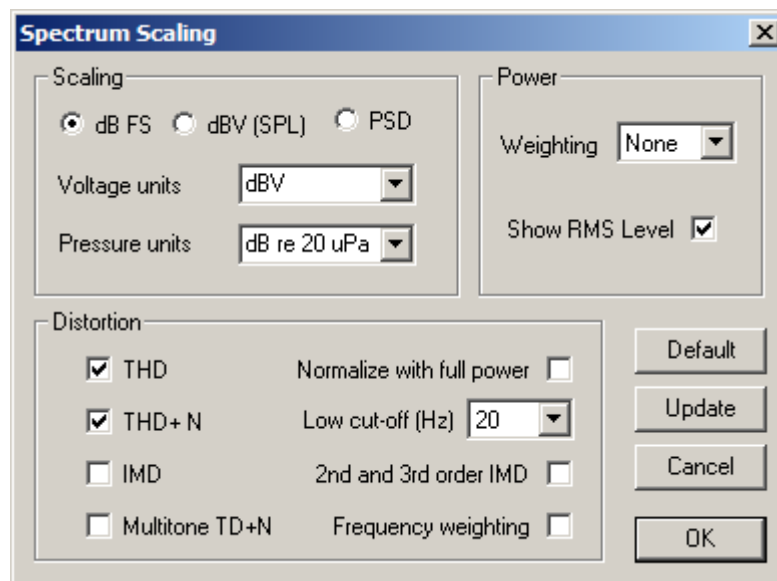 Spectrum Scaling
Scaling
dB FS dBV (SPL) PSD
Voltage units dBV
Pressure units dB re 20 uPa
Power
Weighting None
Show RMS Level
Distortion
THD Normalize with full power
THD+ N Low cut-off (Hz) 20
IMD 2nd and 3rd order IMD
Multitone TD+N Frequency weighting
Default
Update
Cancel
OK